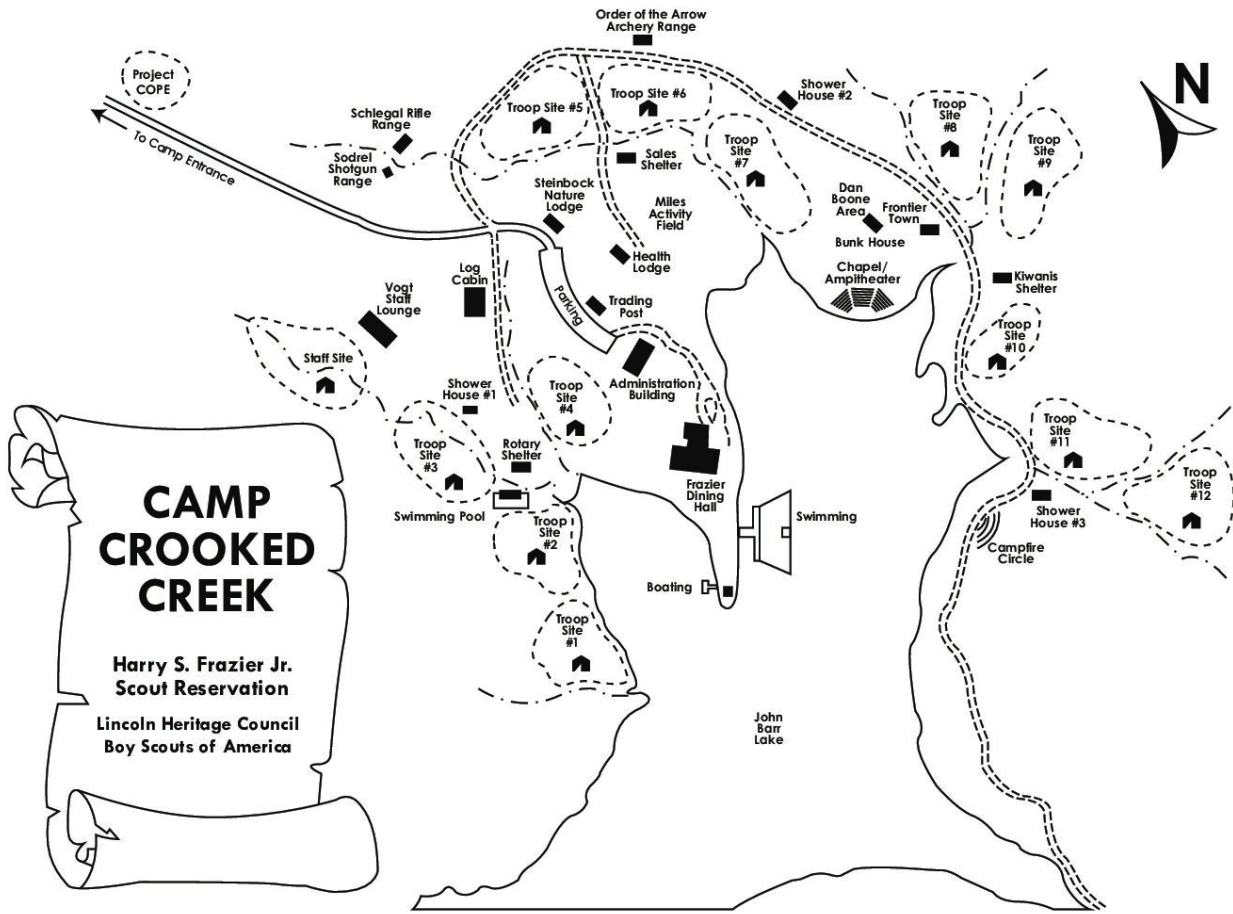 Order of the Arrow
Archery Range
Project
COPE
To Camp Entrance
Schlegal Rifle
Range
Sodrel
Shotgun
Range
Troop Site #5
Troop Site #6
Shower
House #2
Troop
Site
#8
Troop
Site
#9
N
Troop
Site
#7
Sales
Shelter
Steinbock
Nature
Lodge
Miles
Activity
Field
Dan
Boone
Area
Frontier
Town
Bunk House
Health
Lodge
Chapel/
Ampitheater
Kiwanis
Shelter
Log
Cabin
Vogt
Staff
Lounge
Parking
Trading
Post
Troop
Site
#10
Staff Site
Shower
House #1
Troop
Site
#4
Administration
Building
Troop
Site
#3
Rotary
Shelter
Troop
Site
#11
Troop
Site
#12
Frazier
Dining
Hall
Swimming Pool
Swimming
Shower
House #3
Troop
Site
#2
Campfire
Circle
Boating
Troop
Site
#1
John
Barr
Lake
CAMP
CROOKED
CREEK
Harry S. Frazier Jr.
Scout Reservation
Lincoln Heritage Council
Boy Scouts of America